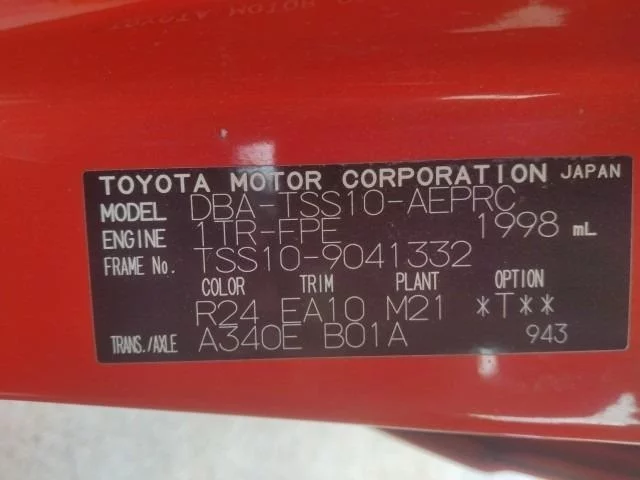 TOYOTA MOTOR CORPORATION JAPAN
MODEL DBA-TSS10-AEPRC
ENGINE 1TR-FPE 1998 mL
FRAME No. TSS10-9041332
COLOR TRIM PLANT OPTION
R24 EA10 M21 *T**
TRANS./AXLE A340E B01A 943